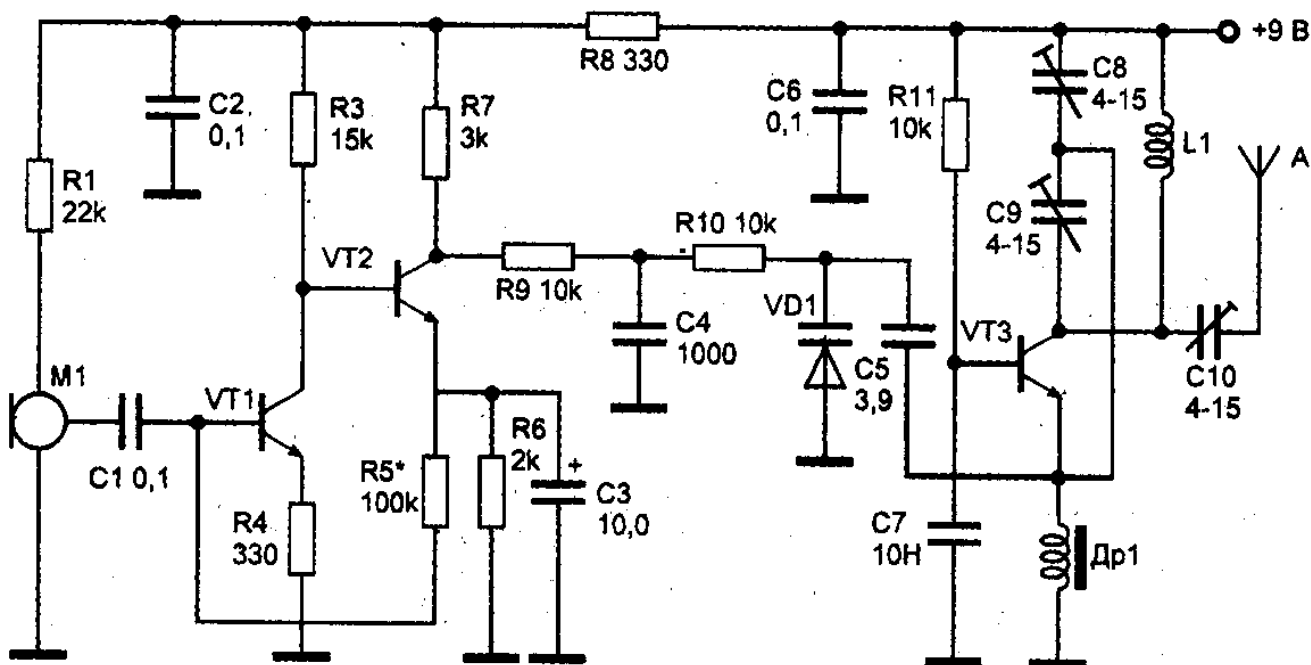 R8 330
+9 В
C2
0,1
R3
15k
R7
3k
C6
0,1
R11
10k
C8
4-15
L1
A
R1
22k
C9
4-15
R10 10k
VT2
R9 10k
VD1
C4
1000
C5
3,9
VT3
C10
4-15
M1
VT1
C1 0,1
R5*
100k
R6
2k
+
C3
10,0
R4
330
C7
10Н
Др1